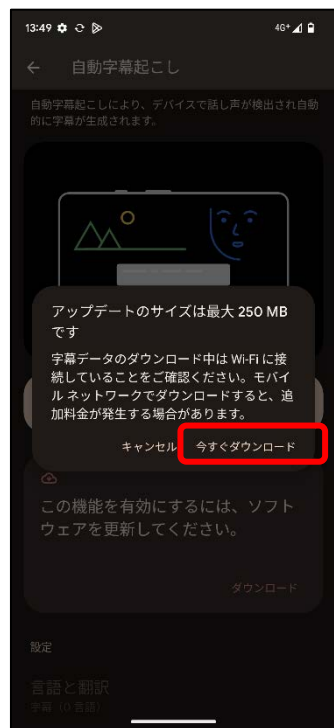 13:49
4G+
自動字幕起こし
自動字幕起こしにより、デバイスで話し声が検出され自動
的に字幕が生成されます。
アップデートのサイズは最大 250 MB
です
字幕データのダウンロード中は Wi-Fi に接
続していることをご確認ください。モバイ
ル ネットワークでダウンロードすると、追
加料金が発生する場合があります。
キャンセル 今すぐダウンロード
この機能を有効にするには、ソフト
ウェアを更新してください。
ダウンロード
設定
言語と翻訳
字幕（0 言語）